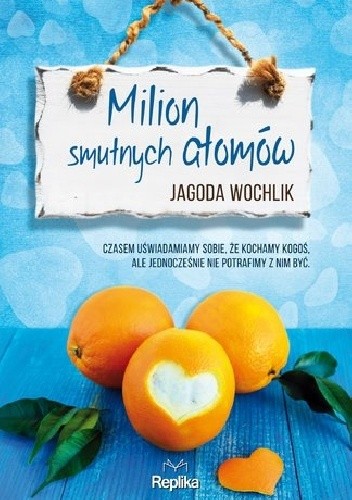 Milion
smutnych atomów
JAGODA WOCHLIK
CZASEM UŚWIADAMIAMY SOBIE, ŻE KOCHAMY KOGOŚ,
ALE JEDNOCZEŚNIE NIE POTRAFIMY Z NIM BYĆ.
Replika